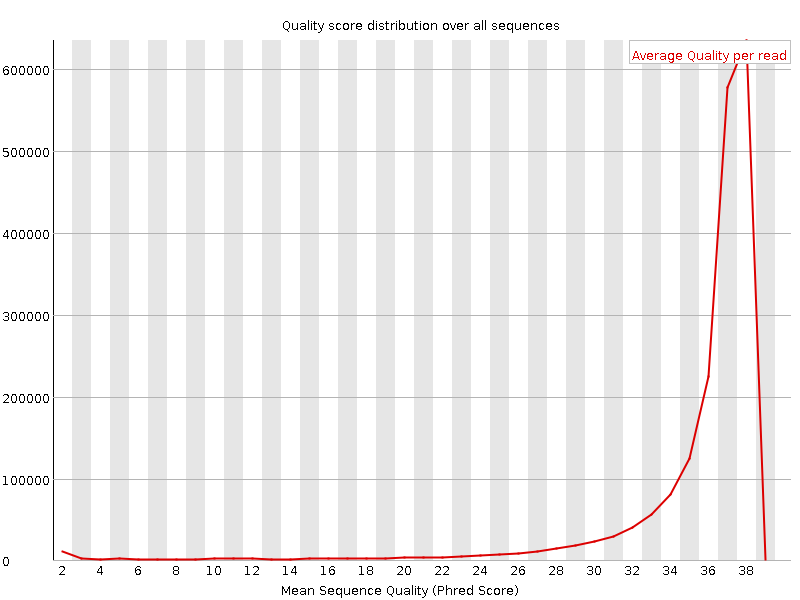 Quality score distribution over all sequences
Average Quality per read
600000
500000
400000
300000
200000
100000
0
2 4 6 8 10 12 14 16 18 20 22 24 26 28 30 32 34 36 38
Mean Sequence Quality (Phred Score)